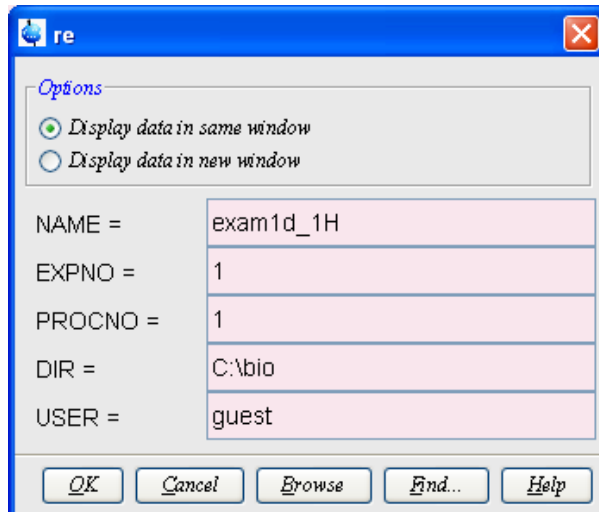 re
Options
Display data in same window
Display data in new window
NAME = exam1d_1H
EXPNO = 1
PROCNO = 1
DIR = C:\bio
USER = guest
OK Cancel Browse Find... Help